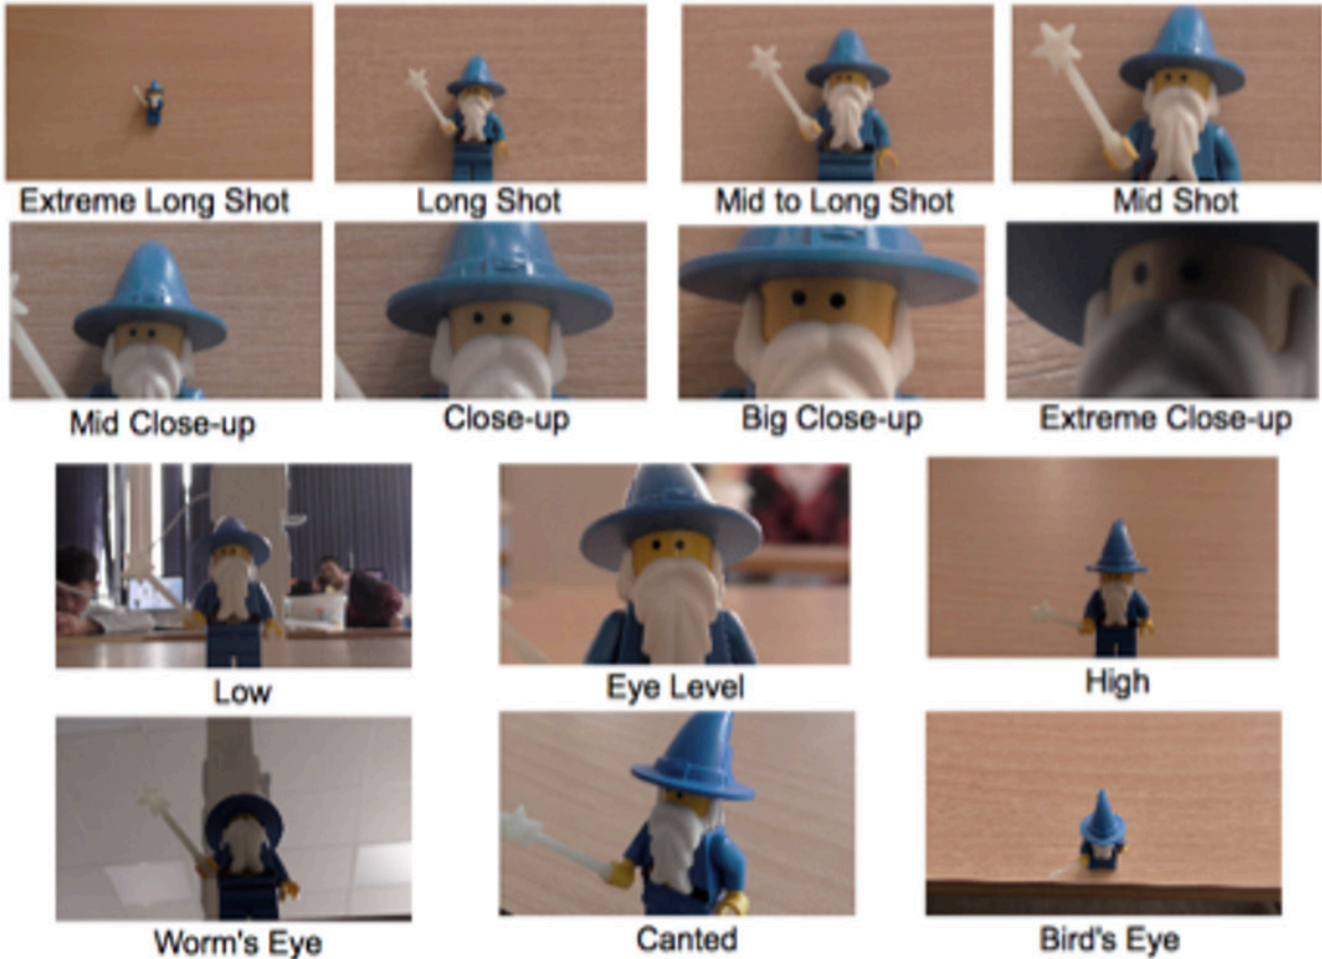 Extreme Long Shot
Long Shot
Mid to Long Shot
Mid Shot
Mid Close-up
Close-up
Big Close-up
Extreme Close-up
Low
Eye Level
High
Worm's Eye
Canted
Bird's Eye